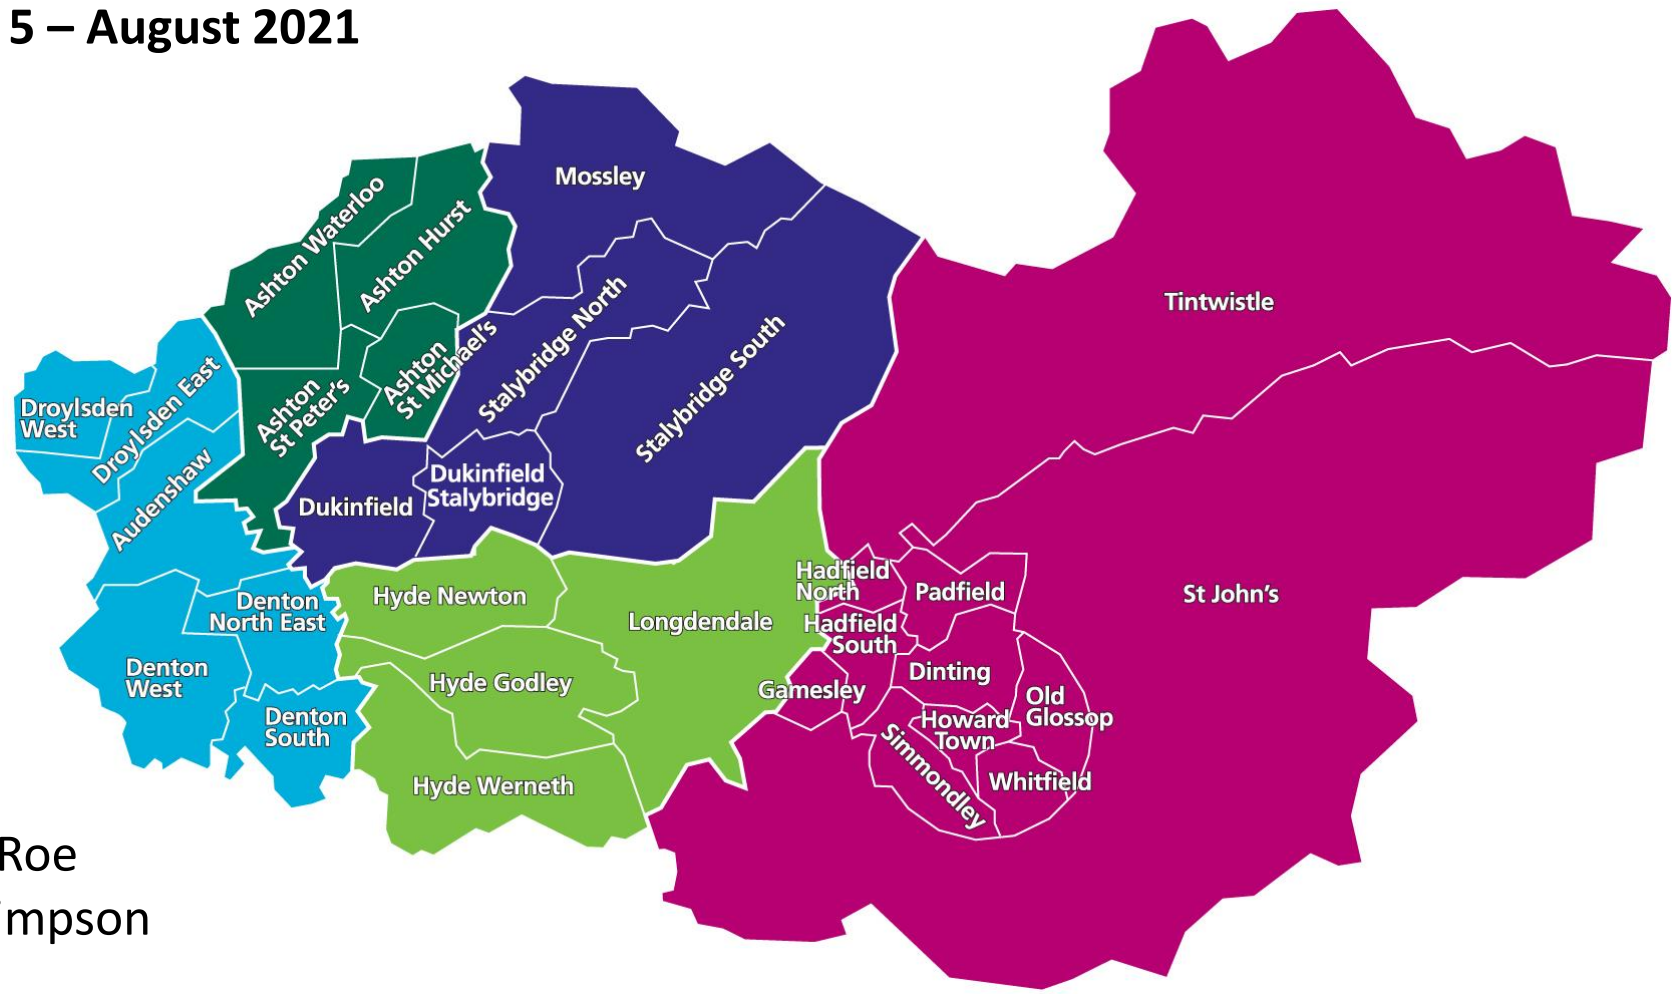 5 – August 2021
Mossley
Ashton Waterloo
Ashton Hurst
Tintwistle
Stalybridge North
Stalybridge South
Ashton
St Michael's
Ashton
St Peter's
Droylsden
West
Droylsden East
Audenshaw
Dukinfield
Dukinfield
Stalybridge
Hadfield
North
Padfield
St John's
Hyde Newton
Longdendale
Denton
North East
Hadfield
South
Denton
West
Hyde Godley
Gamesley
Dinting
Old
Glossop
Denton
South
Howard
Town
Simmondley
Whitfield
Hyde Werneth
Roe
impson